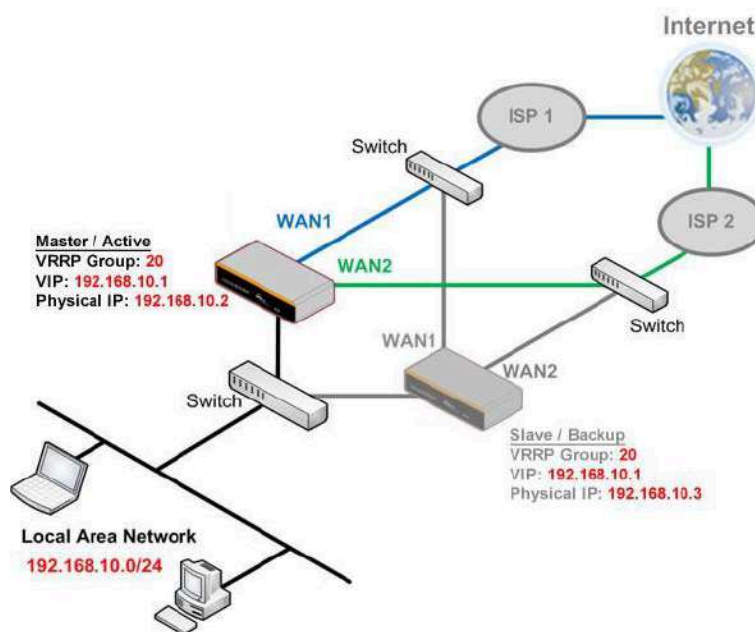 Internet
ISP 1
Switch
WAN1
Master / Active
VRRP Group: 20
VIP: 192.168.10.1
Physical IP: 192.168.10.2
WAN2
ISP 2
Switch
WAN1
WAN2
Switch
Slave / Backup
VRRP Group: 20
VIP: 192.168.10.1
Physical IP: 192.168.10.3
Local Area Network
192.168.10.0/24